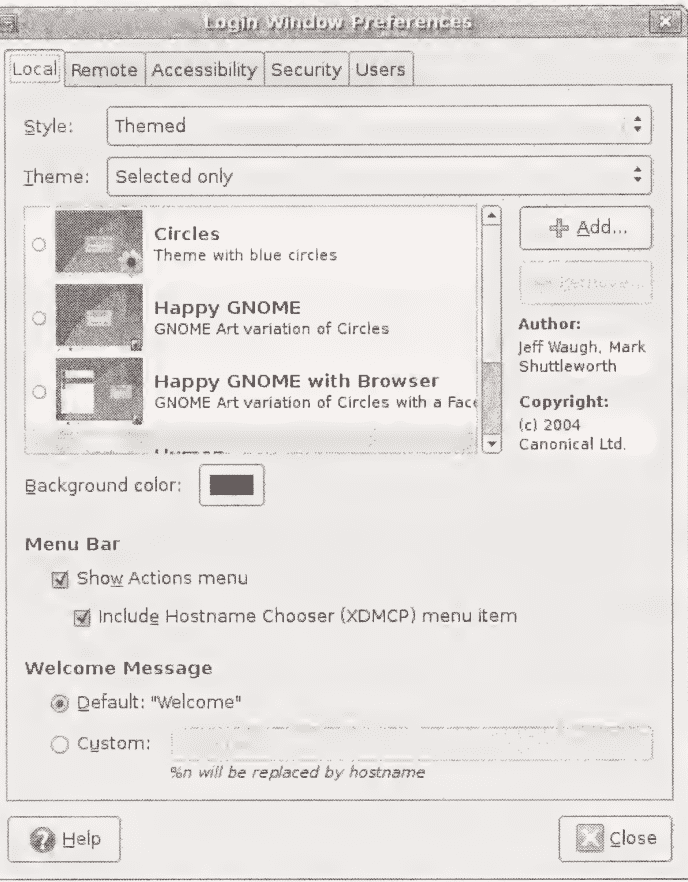 Login Window Preferences
Local Remote Accessibility Security Users
Style: Themed
Theme: Selected only
Circles
Theme with blue circles
Happy GNOME
GNOME Art variation of Circles
Happy GNOME with Browser
GNOME Art variation of Circles with a Face
Human
Add...
Remove
Author:
Jeff Waugh, Mark
Shuttleworth
Copyright:
(c) 2004
Canonical Ltd.
Background color:
Menu Bar
Show Actions menu
Include Hostname Chooser (XDMCP) menu item
Welcome Message
Default: "Welcome"
Custom:
%n will be replaced by hostname
Help
Close